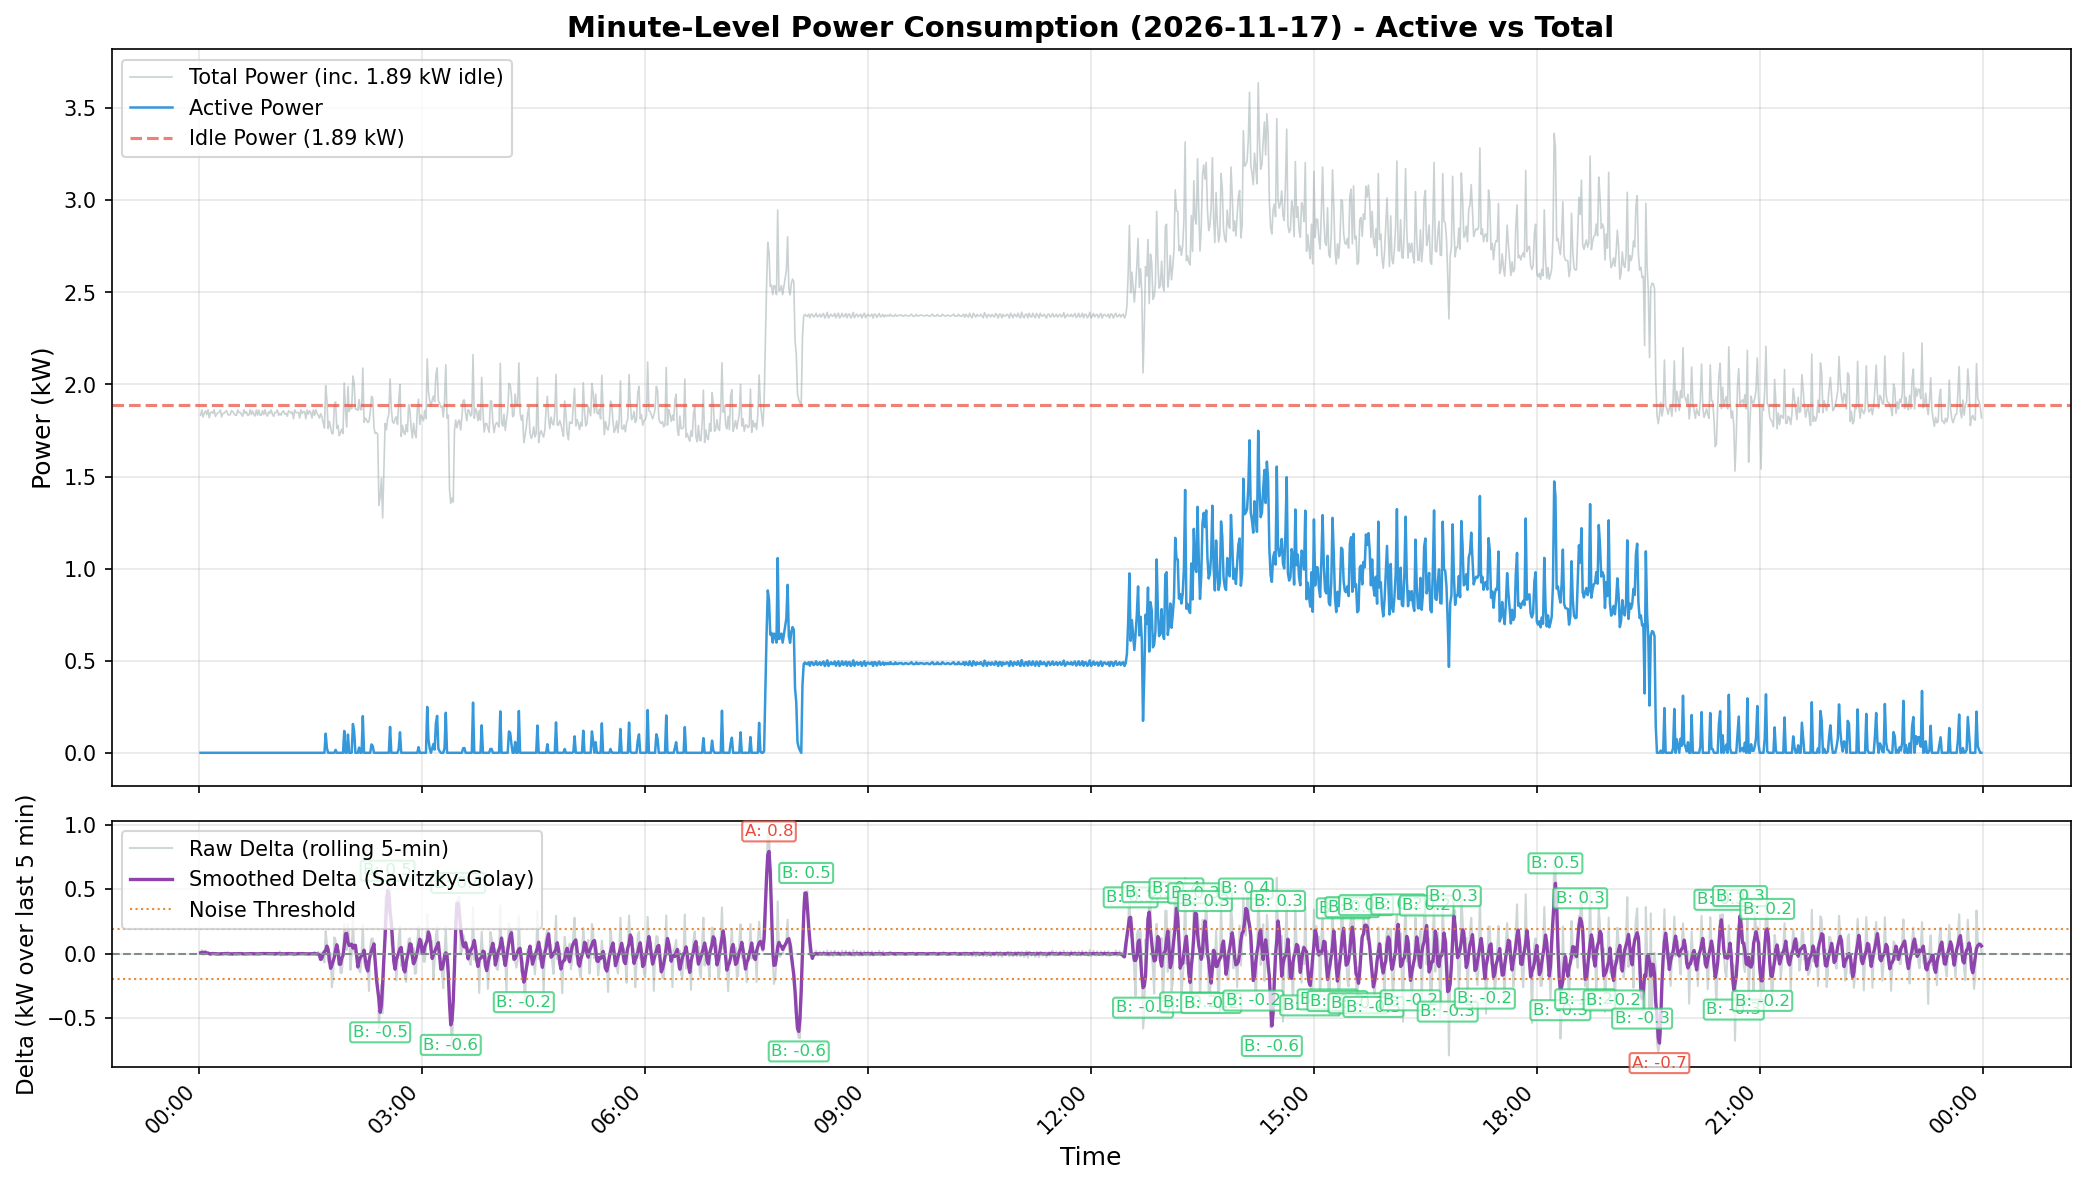 Minute-Level Power Consumption (2026-11-17) - Active vs Total
Total Power (inc. 1.89 kW idle)
Active Power
Idle Power (1.89 kW)
Power (kW)
3.5
3.0
2.5
2.0
1.5
1.0
0.5
0.0
Delta (kW over last 5 min)
1.0
0.5
0.0
−0.5
Raw Delta (rolling 5-min)
Smoothed Delta (Savitzky-Golay)
Noise Threshold
A: 0.8
B: 0.5
B: 0.4
B: 0.3
B: 0.3
B: 0.3
B: 0.5
B: 0.3
B: 0.3
B: 0.2
B: -0.5
B: -0.6
B: -0.2
B: -0.6
B: -0.2
B: -0.6
B: -0.2
B: -0.3
B: -0.2
B: -0.3
B: -0.2
B: -0.3
A: -0.7
B: -0.3
B: -0.2
00:00
03:00
06:00
09:00
12:00
15:00
18:00
21:00
00:00
Time